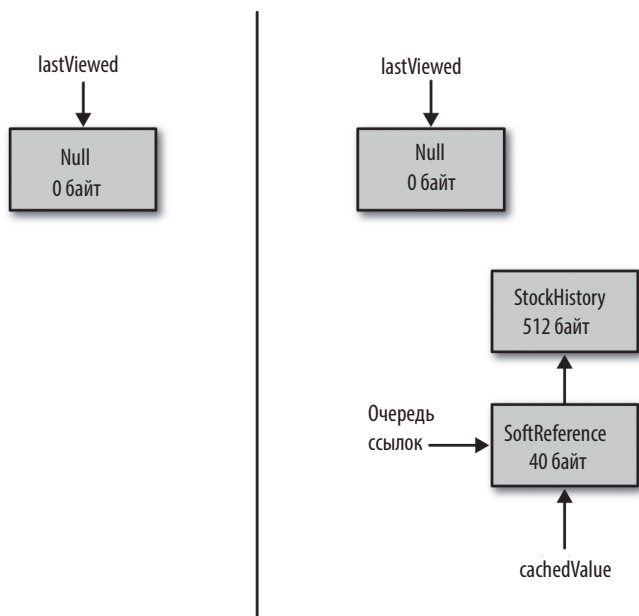 lastViewed
Null
0 байт
lastViewed
Null
0 байт
StockHistory
512 байт
Очередь
ссылок
SoftReference
40 байт
cachedValue